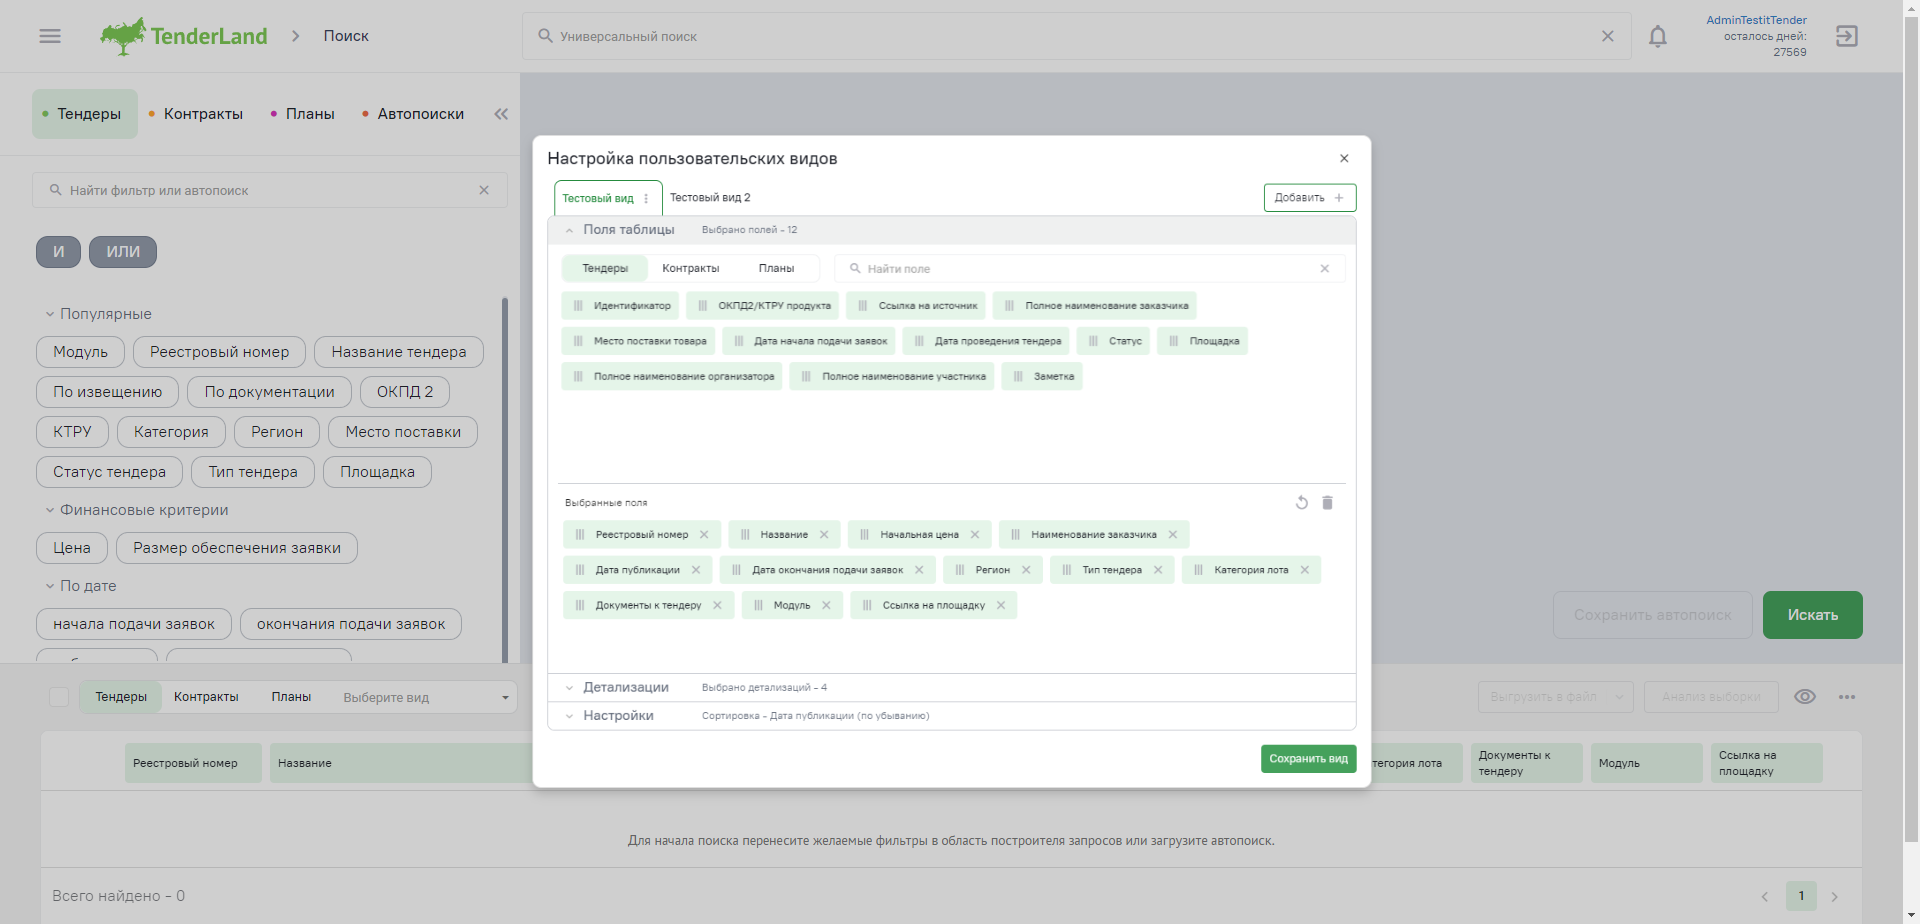 TenderLand
Поиск
Универсальный поиск
AdminTestitTender
осталось дней:
27569
Тендеры
Контракты
Планы
Автопоиски
Найти фильтр или автопоиск
И
ИЛИ
Популярные
Модуль
Реестровый номер
Название тендера
По извещению
По документации
ОКПД 2
КТРУ
Категория
Регион
Место поставки
Статус тендера
Тип тендера
Площадка
Финансовые критерии
Цена
Размер обеспечения заявки
По дате
начала подачи заявок
окончания подачи заявок
Настройка пользовательских видов
Тестовый вид
Тестовый вид 2
Добавить
Поля таблицы
Выбрано полей - 12
Тендеры
Контракты
Планы
Найти поле
Идентификатор
ОКПД2/КТРУ продукта
Ссылка на источник
Полное наименование заказчика
Место поставки товара
Дата начала подачи заявок
Дата проведения тендера
Статус
Площадка
Полное наименование организатора
Полное наименование участника
Заметка
Выбранные поля
Реестровый номер
Название
Начальная цена
Наименование заказчика
Дата публикации
Дата окончания подачи заявок
Регион
Тип тендера
Категория лота
Документы к тендеру
Модуль
Ссылка на площадку
Детализации
Выбрано детализаций - 4
Настройки
Сортировка - Дата публикации (по убыванию)
Сохранить вид
Сохранить автопоиск
Искать
Тендеры
Контракты
Планы
Выберите вид
Выгрузить в файл
Анализ выборки
Реестровый номер
Название
тегория лота
Документы к
тендеру
Модуль
Ссылка на
площадку
Для начала поиска перенесите желаемые фильтры в область построителя запросов или загрузите автопоиск.
Всего найдено - 0
1